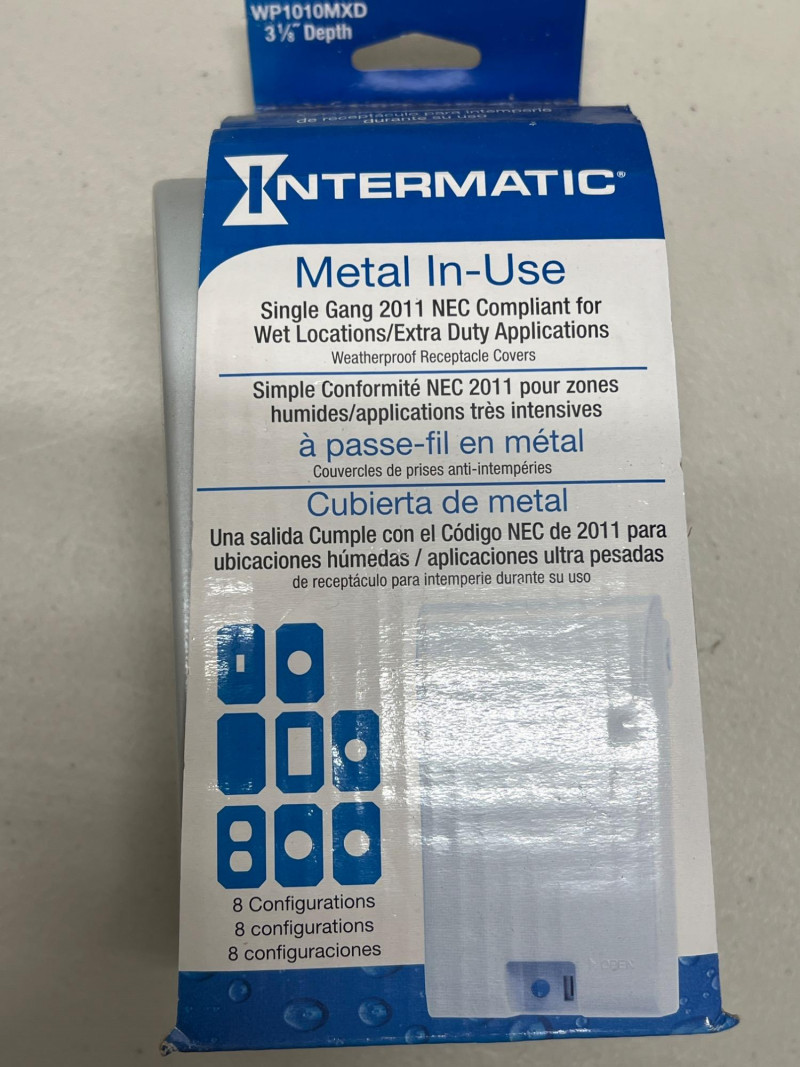 WP1010MXD
3⅛" Depth
de receptáculo para intemperie
durante su uso
INTERMATIC®
Metal In-Use
Single Gang 2011 NEC Compliant for
Wet Locations/Extra Duty Applications
Weatherproof Receptacle Covers
Simple Conformité NEC 2011 pour zones
humides/applications très intensives
à passe-fil en métal
Couvercles de prises anti-intempéries
Cubierta de metal
Una salida Cumple con el Código NEC de 2011 para
ubicaciones húmedas / aplicaciones ultra pesadas
de receptáculo para intemperie durante su uso
8 Configurations
8 configurations
8 configuraciones